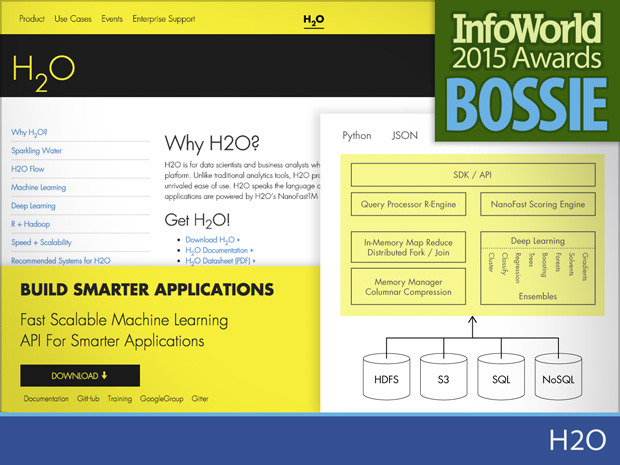 Product Use Cases Events Enterprise Support
H2O
InfoWorld
2015 Awards
BOSSIE
H2O
Why H2O?
Sparkling Water
H2O Flow
Machine Learning
Deep Learning
R + Hadoop
Speed + Scalability
Recommended Systems for H2O
Why H2O?
H2O is for data scientists and business analysts wh
platform. Unlike traditional analytics tools, H2O pro
unrivaled ease of use. H2O speaks the language o
applications are powered by H2O's NanoFastTM
Get H2O!
• Download H2O »
• H2O Documentation »
• H2O Datasheet (PDF) »
BUILD SMARTER APPLICATIONS
Fast Scalable Machine Learning
API For Smarter Applications
DOWNLOAD
Documentation GitHub Training GoogleGroup Gitter
Python JSON
SDK / API
Query Processor R-Engine
NanoFast Scoring Engine
In-Memory Map Reduce
Distributed Fork / Join
Memory Manager
Columnar Compression
Deep Learning
Cluster
Classify
Regression
Trees
Boosting
Forests
Solvents
Gradients
Ensembles
HDFS
S3
SQL
NoSQL
H2O